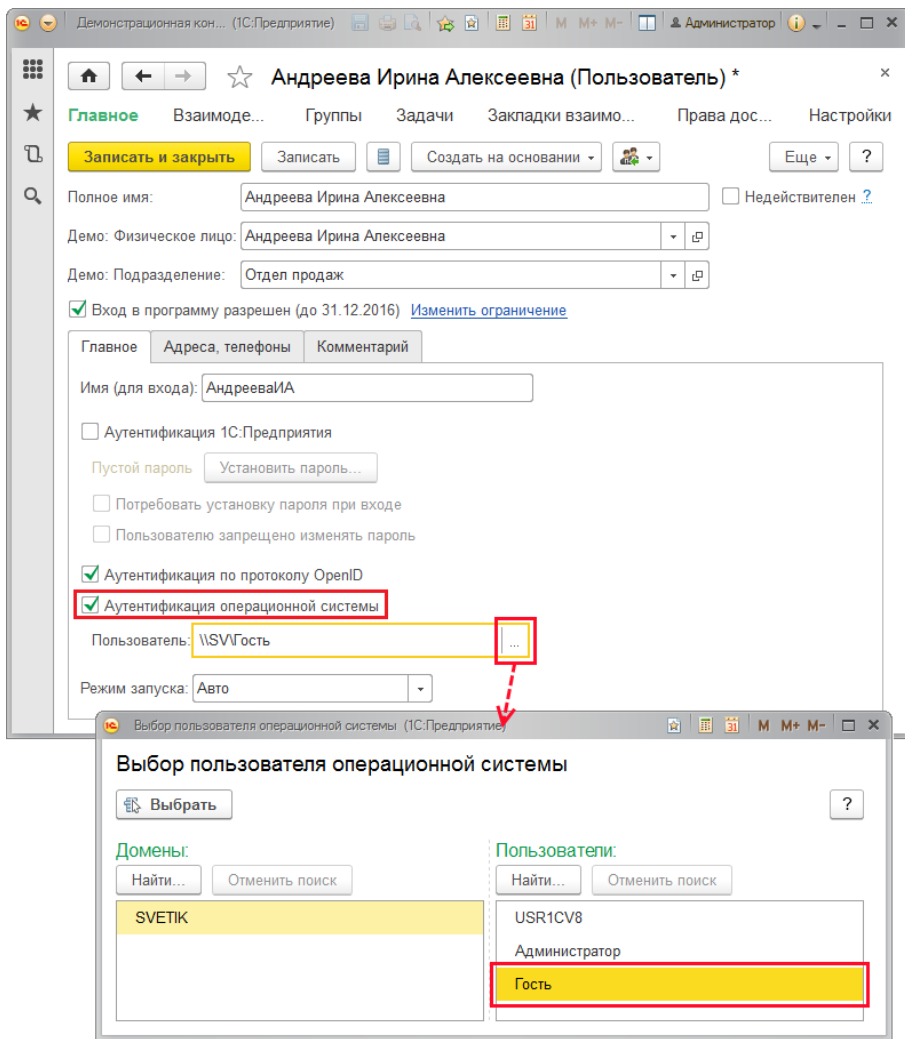 Демонстрационная кон... (1С:Предприятие) M M+ M- Администратор
Андреева Ирина Алексеевна (Пользователь) *
Главное Взаимоде... Группы Задачи Закладки взаимо... Права дос... Настройки
Записать и закрыть Записать Создать на основании Еще ?
Полное имя: Андреева Ирина Алексеевна Недействителен ?
Демо: Физическое лицо: Андреева Ирина Алексеевна
Демо: Подразделение: Отдел продаж
Вход в программу разрешен (до 31.12.2016) Изменить ограничение
Главное Адреса, телефоны Комментарий
Имя (для входа): АндрееваИА
Аутентификация 1С:Предприятия
Пустой пароль Установить пароль...
Потребовать установку пароля при входе
Пользователю запрещено изменять пароль
Аутентификация по протоколу OpenID
Аутентификация операционной системы
Пользователь: \\SV\Гость ...
Режим запуска: Авто
Выбор пользователя операционной системы (1С:Предприятие) 31 M M+ M-
Выбор пользователя операционной системы
Выбрать ?
Домены: Пользователи:
Найти... Отменить поиск Найти... Отменить поиск
SVETIK USR1CV8
Администратор
Гость